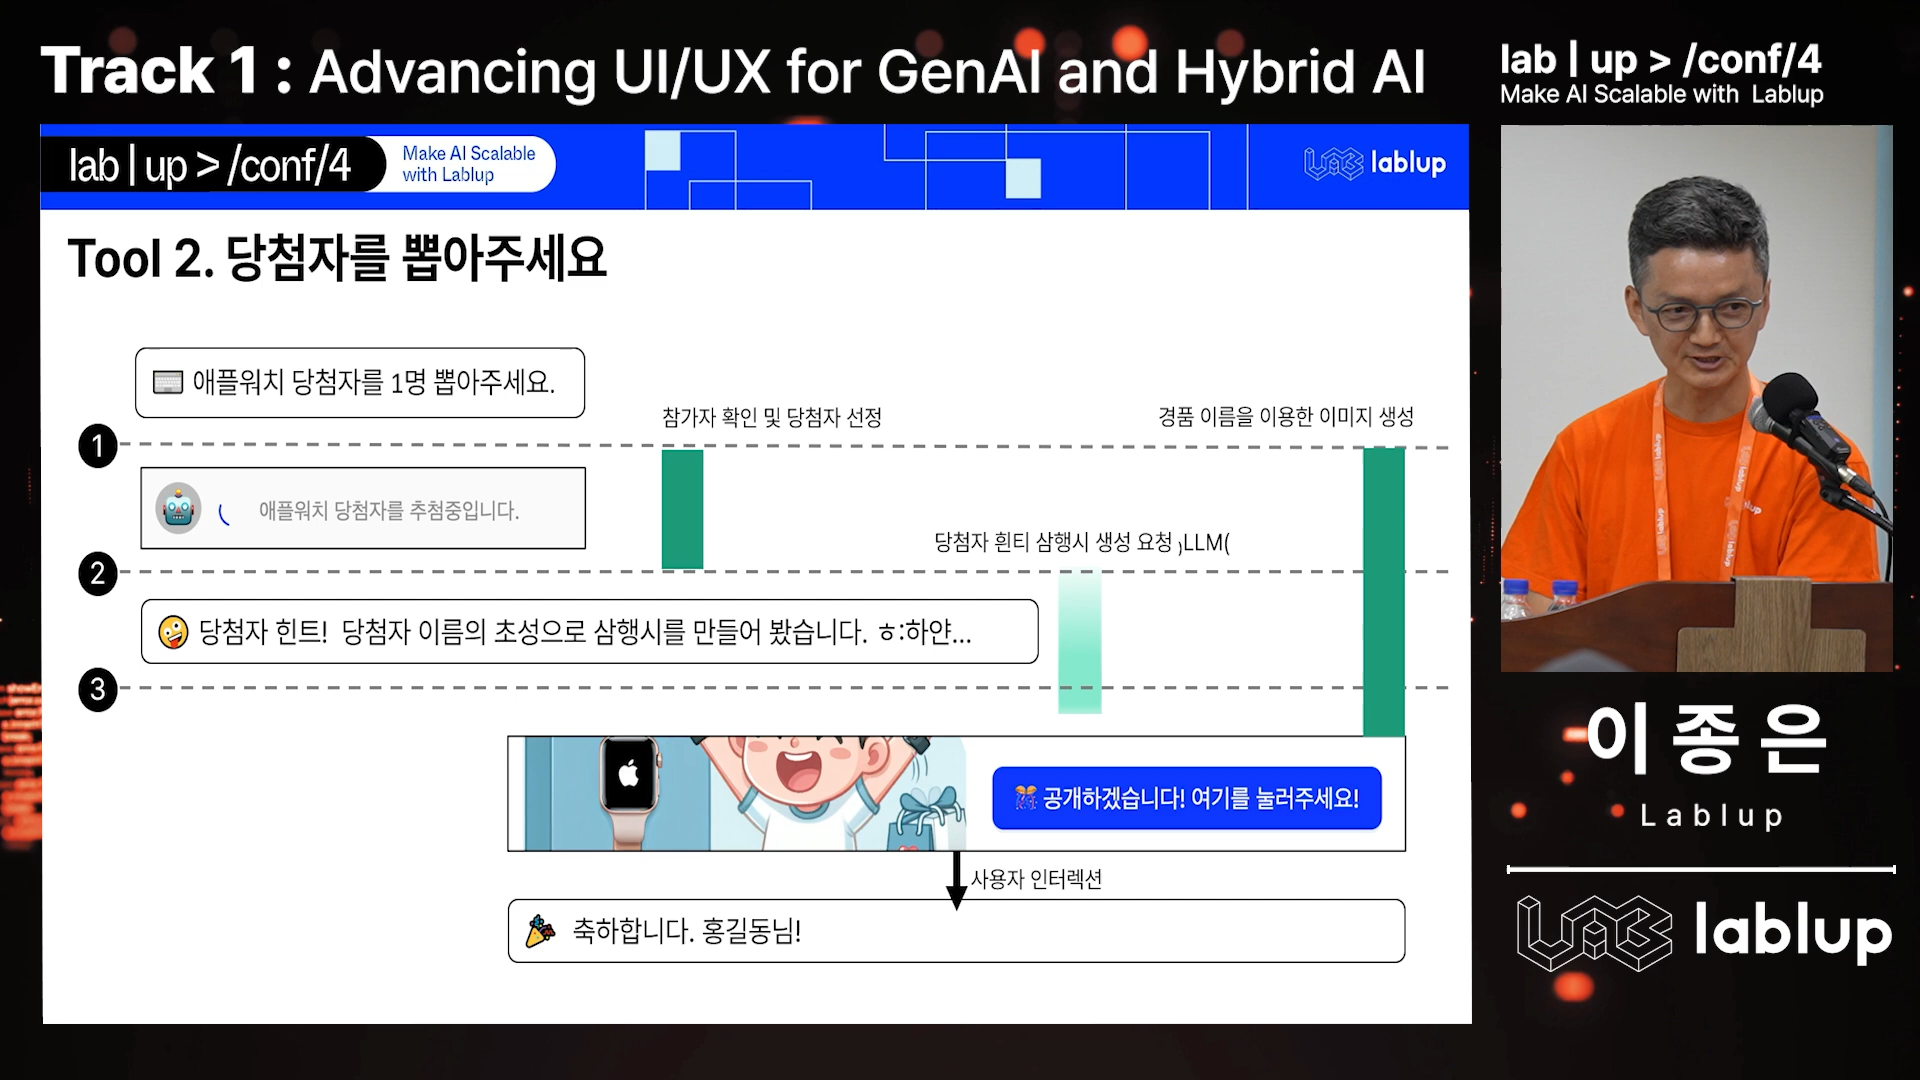 Track 1 : Advancing UI/UX for GenAI and Hybrid AI
lab | up > /conf/4
Make AI Scalable with Lablup
lab | up > /conf/4
Make AI Scalable
with Lablup
lablup
Tool 2. 당첨자를 뽑아주세요
애플워치 당첨자를 1명 뽑아주세요.
참가자 확인 및 당첨자 선정
경품 이름을 이용한 이미지 생성
1
애플워치 당첨자를 추첨중입니다.
당첨자 흰티 삼행시 생성 요청 )LLM(
2
당첨자 힌트! 당첨자 이름의 초성으로 삼행시를 만들어 봤습니다. ㅎ:하얀...
3
공개하겠습니다! 여기를 눌러주세요!
사용자 인터렉션
축하합니다. 홍길동님!
lablup
이종은
Lablup
lablup